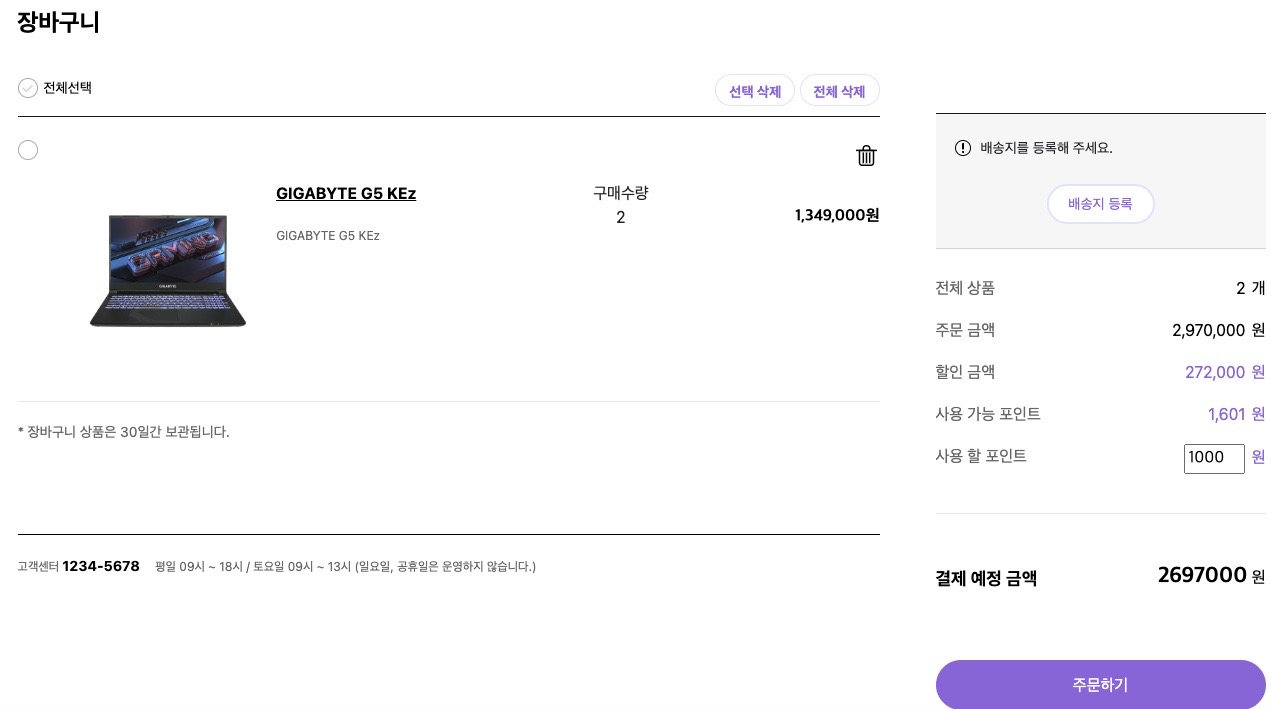 장바구니
전체선택
선택 삭제
전체 삭제
GIGABYTE G5 KEz
GIGABYTE G5 KEz
구매수량
2
1,349,000원
GIGABYTE
* 장바구니 상품은 30일간 보관됩니다.
고객센터 1234-5678 평일 09시 ~ 18시 / 토요일 09시 ~ 13시 (일요일, 공휴일은 운영하지 않습니다.)
배송지를 등록해 주세요.
배송지 등록
전체 상품 2 개
주문 금액 2,970,000 원
할인 금액 272,000 원
사용 가능 포인트 1,601 원
사용 할 포인트 1000 원
결제 예정 금액 2697000 원
주문하기